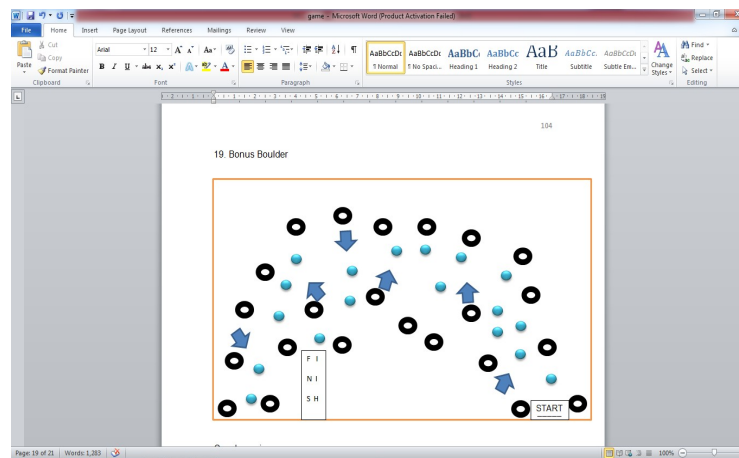 game – Microsoft Word (Product Activation Failed)
File Home Insert Page Layout References Mailings Review View
Cut
Copy
Paste
Format Painter
Clipboard
Arial 12
Font
Paragraph
AaBbCcDc AaBbCcDc AaBbC AaBbCc AaB AaBbCc. AaBbCcDc
¶ Normal ¶ No Spaci... Heading 1 Heading 2 Title Subtitle Subtle Em...
Change Styles
Styles
Find
Replace
Select
Editing
104
19. Bonus Boulder
F I
N I
S H
START
Page: 19 of 21 Words: 1,283 100%